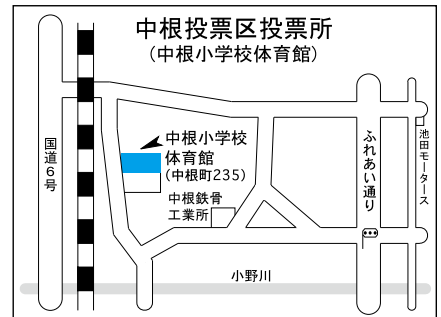 中根投票区投票所
(中根小学校体育館)
中根小学校
体育館
(中根町235)
中根鉄骨
工業所
国道6号
ふれあい通り
池田モータース
小野川